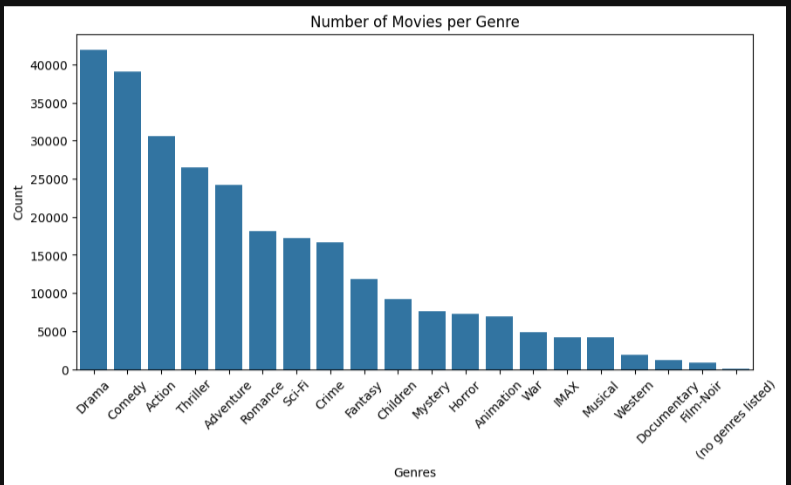 Number of Movies per Genre
Count
40000
35000
30000
25000
20000
15000
10000
5000
0
Drama
Comedy
Action
Thriller
Adventure
Romance
Sci-Fi
Crime
Fantasy
Children
Mystery
Horror
Animation
War
IMAX
Musical
Western
Documentary
Film-Noir
(no genres listed)
Genres